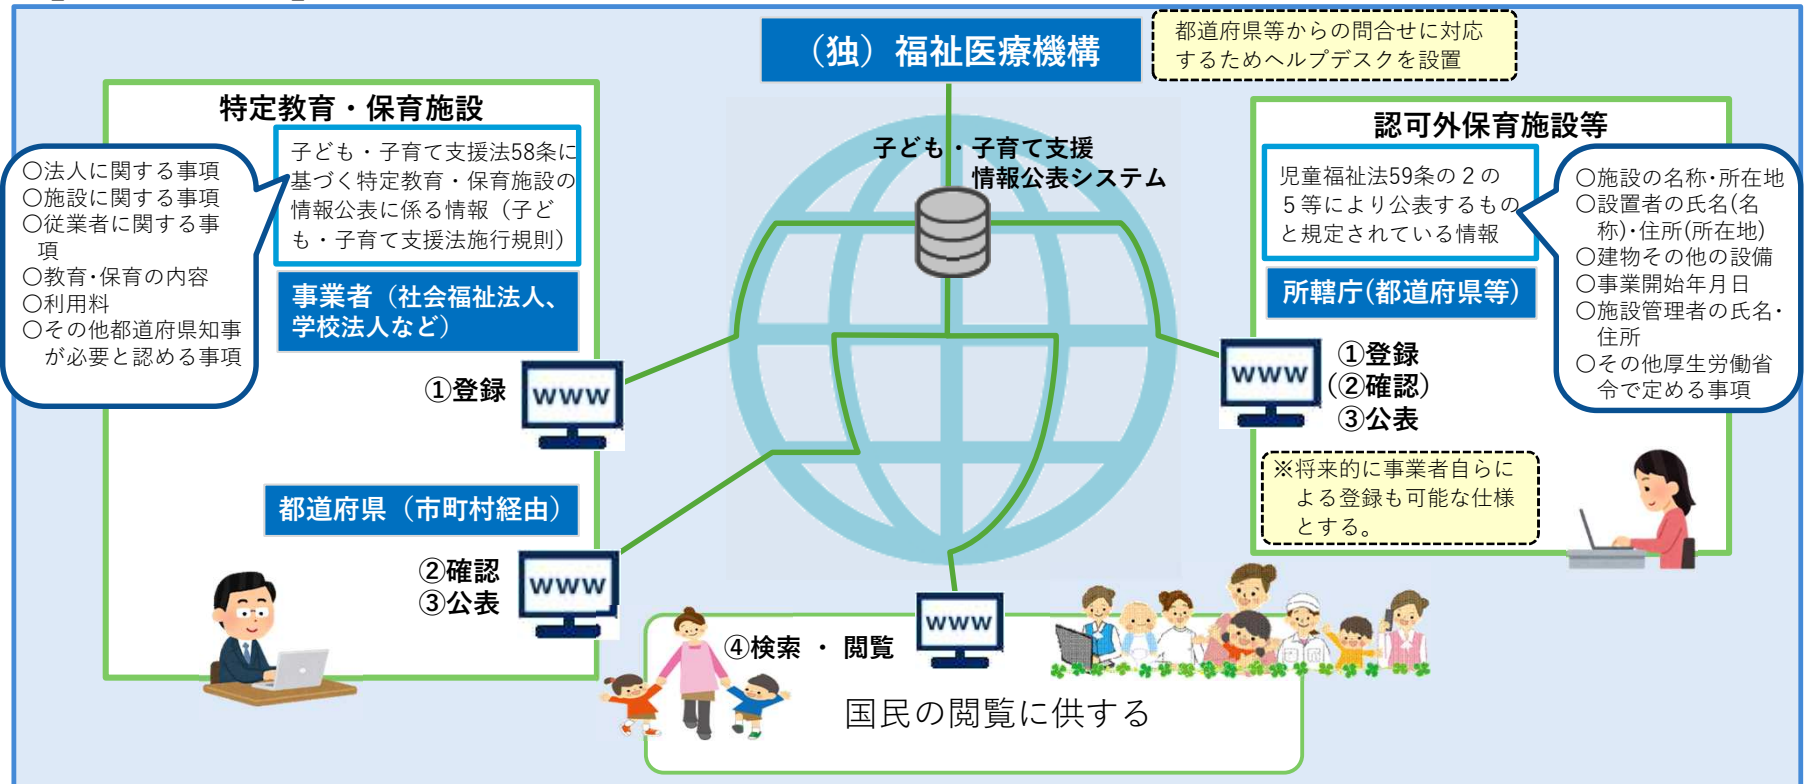 （独）福祉医療機構
都道府県等からの問合せに対応
するためヘルプデスクを設置
特定教育・保育施設
子ども・子育て支援法58条に
基づく特定教育・保育施設の
情報公表に係る情報（子ど
も・子育て支援法施行規則）
〇法人に関する事項
〇施設に関する事項
〇従業者に関する事
項
〇教育・保育の内容
〇利用料
〇その他都道府県知事
が必要と認める事項
事業者（社会福祉法人、
学校法人など）
①登録
www
都道府県（市町村経由）
②確認
③公表
www
子ども・子育て支援
情報公表システム
認可外保育施設等
児童福祉法59条の２の
５等により公表するもの
と規定されている情報
〇施設の名称・所在地
〇設置者の氏名(名
称)・住所(所在地)
〇建物その他の設備
〇事業開始年月日
〇施設管理者の氏名・
住所
〇その他厚生労働省
令で定める事項
所轄庁(都道府県等)
www
①登録
(②確認)
③公表
※将来的に事業者自らに
よる登録も可能な仕様
とする。
④検索 ・ 閲覧
www
国民の閲覧に供する